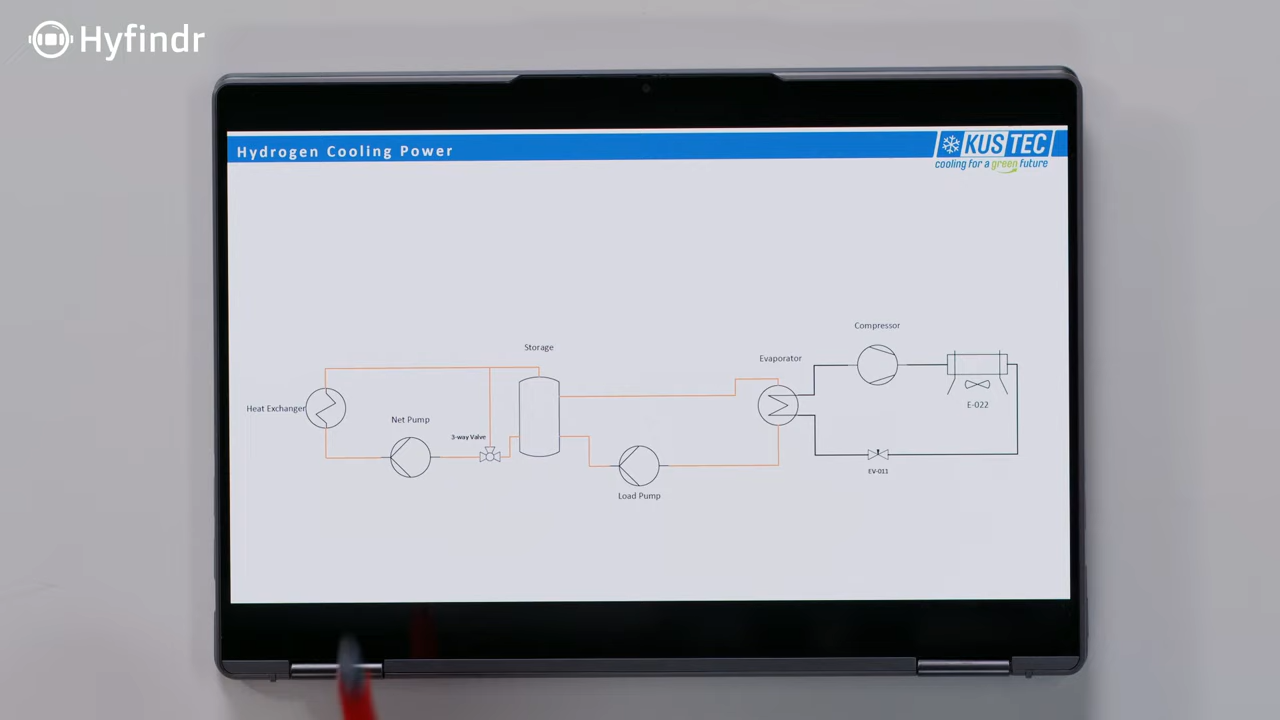 Hyfindr
Hydrogen Cooling Power
KUSTEC
cooling for a green future
Compressor
Storage
Evaporator
Heat Exchanger
Net Pump
3-way Valve
E-022
EV-011
Load Pump